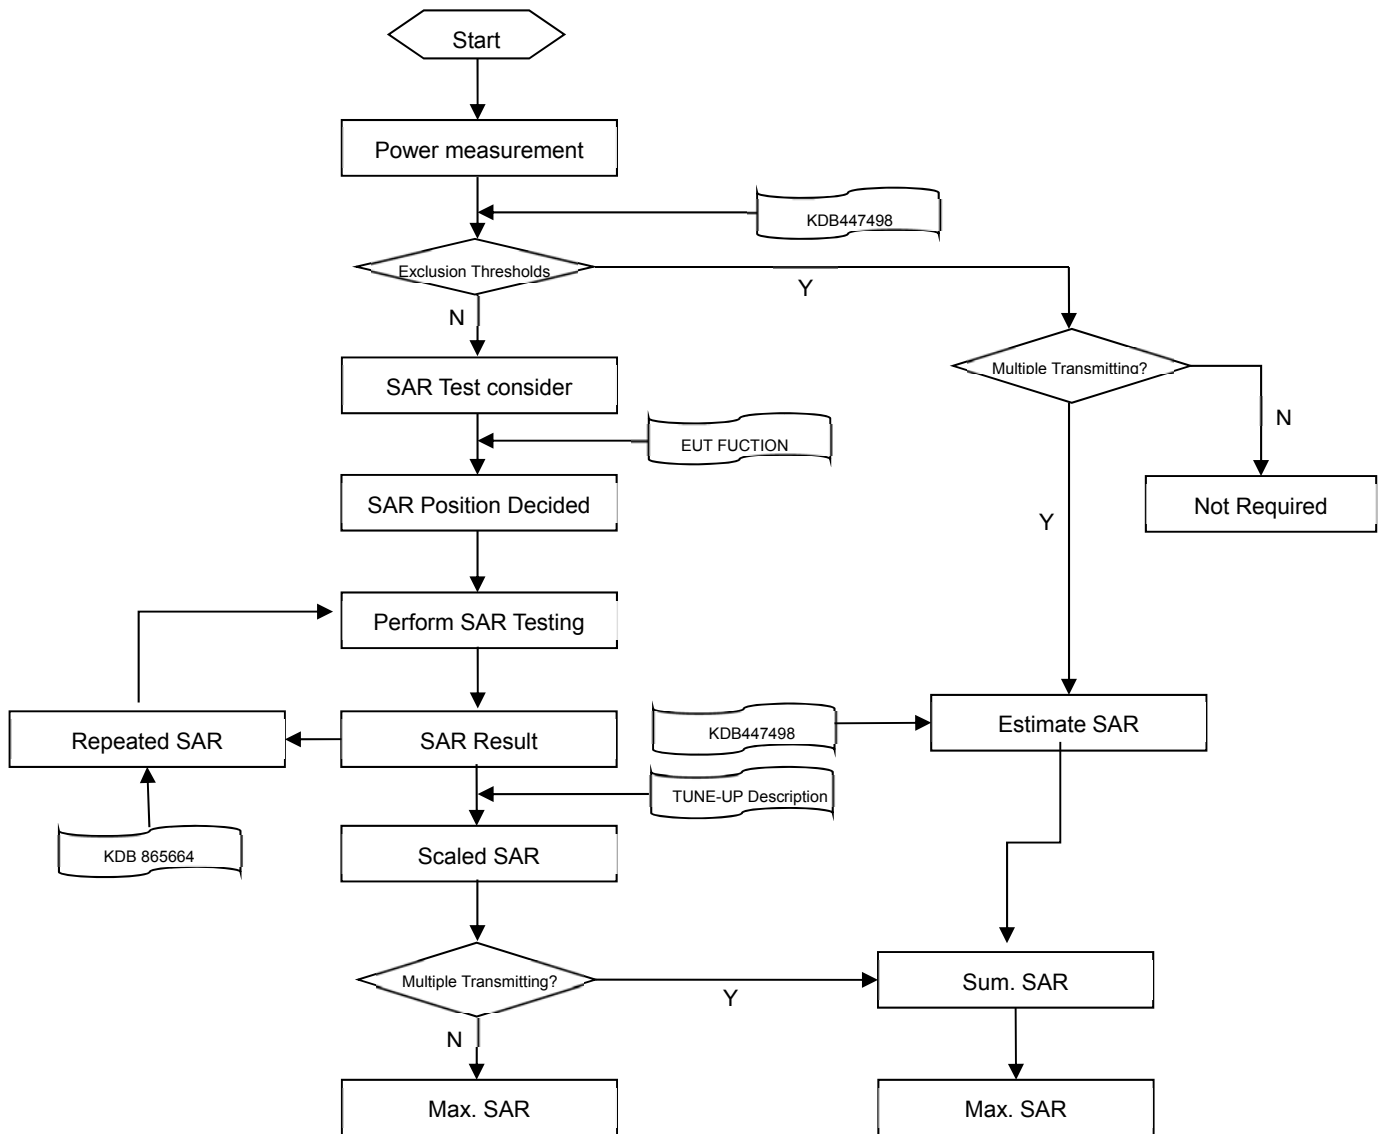 Start
Power measurement
KDB447498
Exclusion Thresholds
Y
N
Multiple Transmitting?
SAR Test consider
N
EUT FUCTION
SAR Position Decided
Not Required
Y
Perform SAR Testing
Repeated SAR
SAR Result
KDB447498
Estimate SAR
TUNE-UP Description
KDB 865664
Scaled SAR
Multiple Transmitting?
Y
Sum. SAR
N
Max. SAR
Max. SAR